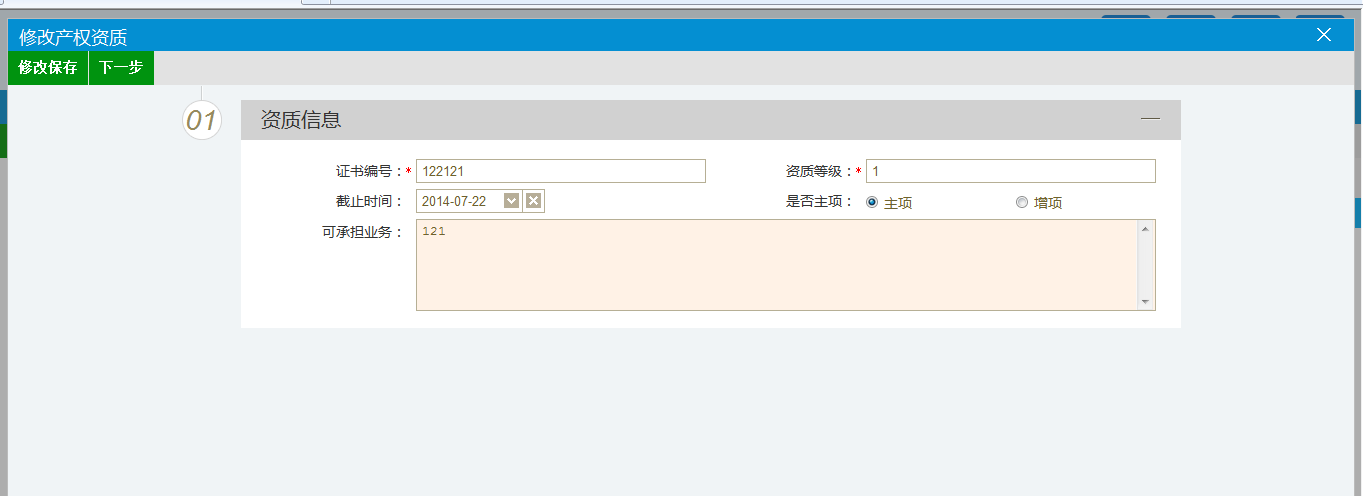 修改产权资质
修改保存 下一步
01 资质信息
证书编号：* 122121 资质等级：* 1
截止时间： 2014-07-22 是否主项： 主项 增项
可承担业务： 121